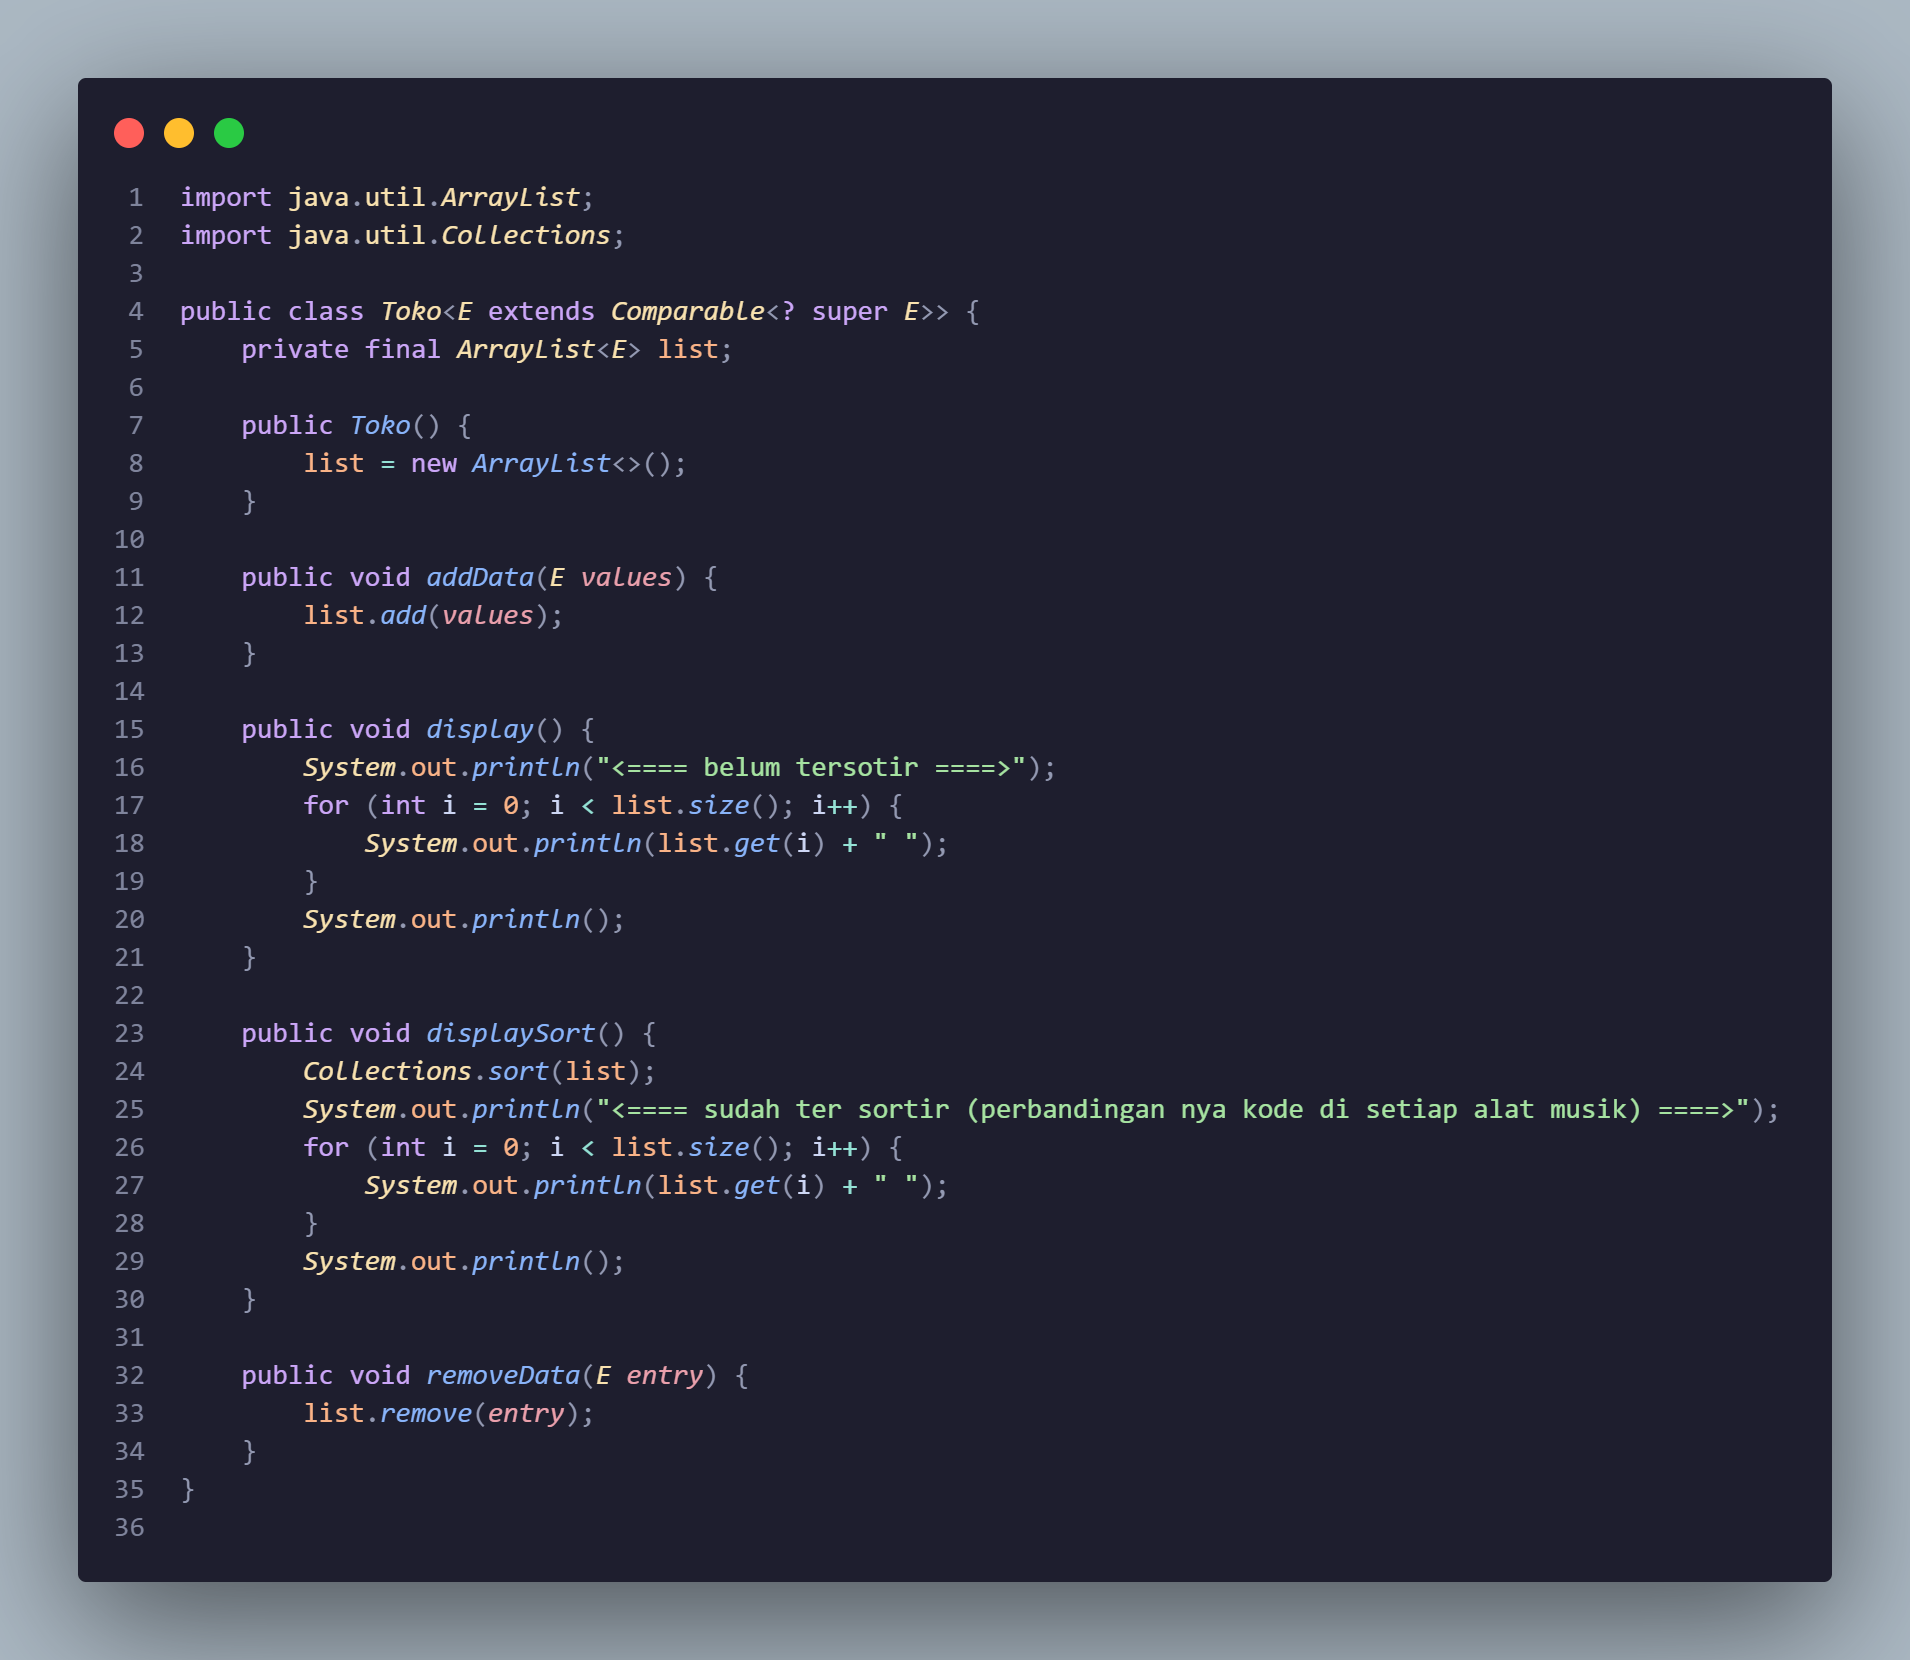 1 import java.util.ArrayList;
2 import java.util.Collections;
3
4 public class Toko<E extends Comparable<? super E>> {
5     private final ArrayList<E> list;
6
7     public Toko() {
8         list = new ArrayList<>();
9     }
10
11     public void addData(E values) {
12         list.add(values);
13     }
14
15     public void display() {
16         System.out.println("<==== belum tersotir ====>");
17         for (int i = 0; i < list.size(); i++) {
18             System.out.println(list.get(i) + " ");
19         }
20         System.out.println();
21     }
22
23     public void displaySort() {
24         Collections.sort(list);
25         System.out.println("<==== sudah ter sortir (perbandingan nya kode di setiap alat musik) ====>");
26         for (int i = 0; i < list.size(); i++) {
27             System.out.println(list.get(i) + " ");
28         }
29         System.out.println();
30     }
31
32     public void removeData(E entry) {
33         list.remove(entry);
34     }
35 }
36